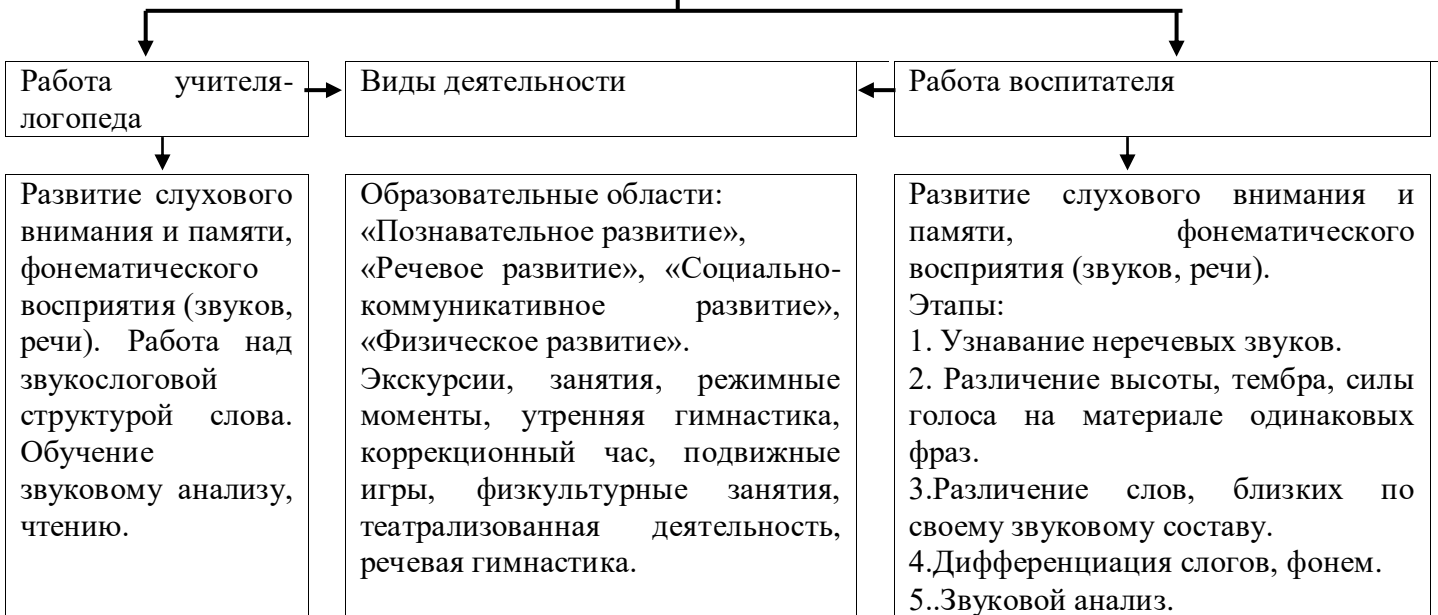 Работа учителя-
логопеда
Виды деятельности
Работа воспитателя
Развитие слухового
внимания и памяти,
фонематического
восприятия (звуков,
речи). Работа над
звукослоговой
структурой слова.
Обучение
звуковому анализу,
чтению.
Образовательные области:
«Познавательное развитие»,
«Речевое развитие», «Социально-
коммуникативное развитие»,
«Физическое развитие».
Экскурсии, занятия, режимные
моменты, утренняя гимнастика,
коррекционный час, подвижные
игры, физкультурные занятия,
театрализованная деятельность,
речевая гимнастика.
Развитие слухового внимания и
памяти, фонематического
восприятия (звуков, речи).
Этапы:
1. Узнавание неречевых звуков.
2. Различение высоты, тембра, силы
голоса на материале одинаковых
фраз.
3.Различение слов, близких по
своему звуковому составу.
4.Дифференциация слогов, фонем.
5..Звуковой анализ.